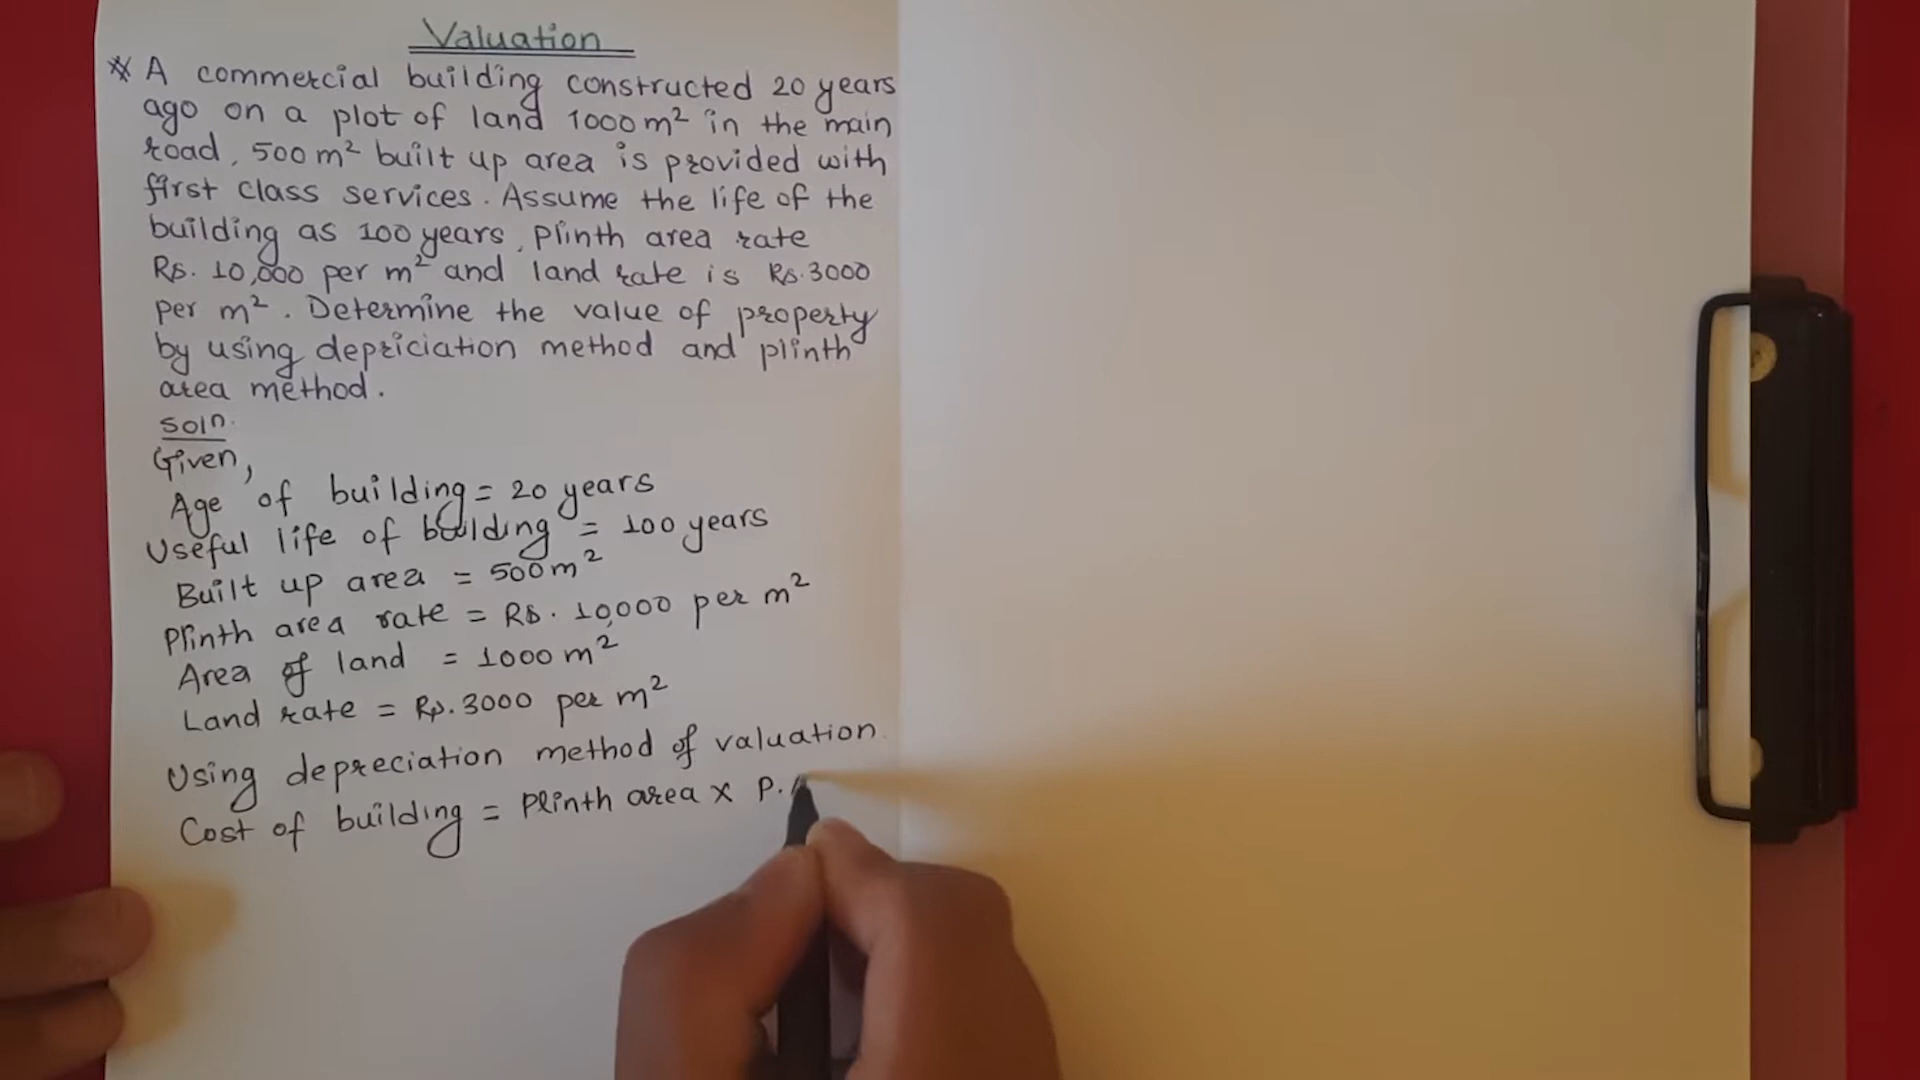 Valuation
* A commercial building constructed 20 years
ago on a plot of land 1000 m² in the main
road, 500 m² built up area is provided with
first class services. Assume the life of the
building as 100 years, Plinth area rate
Rs. 10,000 per m² and land rate is Rs. 3000
per m². Determine the value of property
by using depriciation method and plinth
area method.
Soln.
Given,
Age of building = 20 years
Useful life of building = 100 years
Built up area = 500 m²
Plinth area rate = Rs. 10,000 per m²
Area of land = 1000 m²
Land rate = Rs. 3000 per m²
Using depreciation method of valuation.
Cost of building = Plinth area x P.